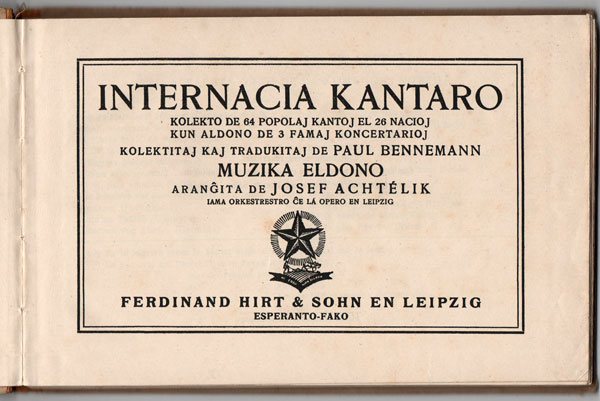 INTERNACIA KANTARO
KOLEKTO DE 64 POPOLAJ KANTOJ EL 26 NACIOJ
KUN ALDONO DE 3 FAMAJ KONCERTARIOJ
KOLEKTITAJ KAJ TRADUKITAJ DE PAUL BENNEMANN
MUZIKA ELDONO
ARANĜITA DE JOSEF ACHTÉLIK
IAMA ORKESTRESTRO ĈE LÁ OPERO EN LEIPZIG
FERDINAND HIRT & SOHN EN LEIPZIG
ESPERANTO-FAKO